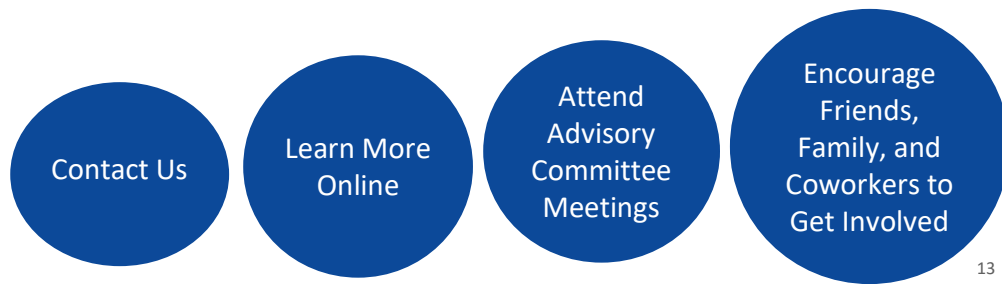 Contact Us
Learn More
Online
Attend
Advisory
Committee
Meetings
Encourage
Friends,
Family, and
Coworkers to
Get Involved
13